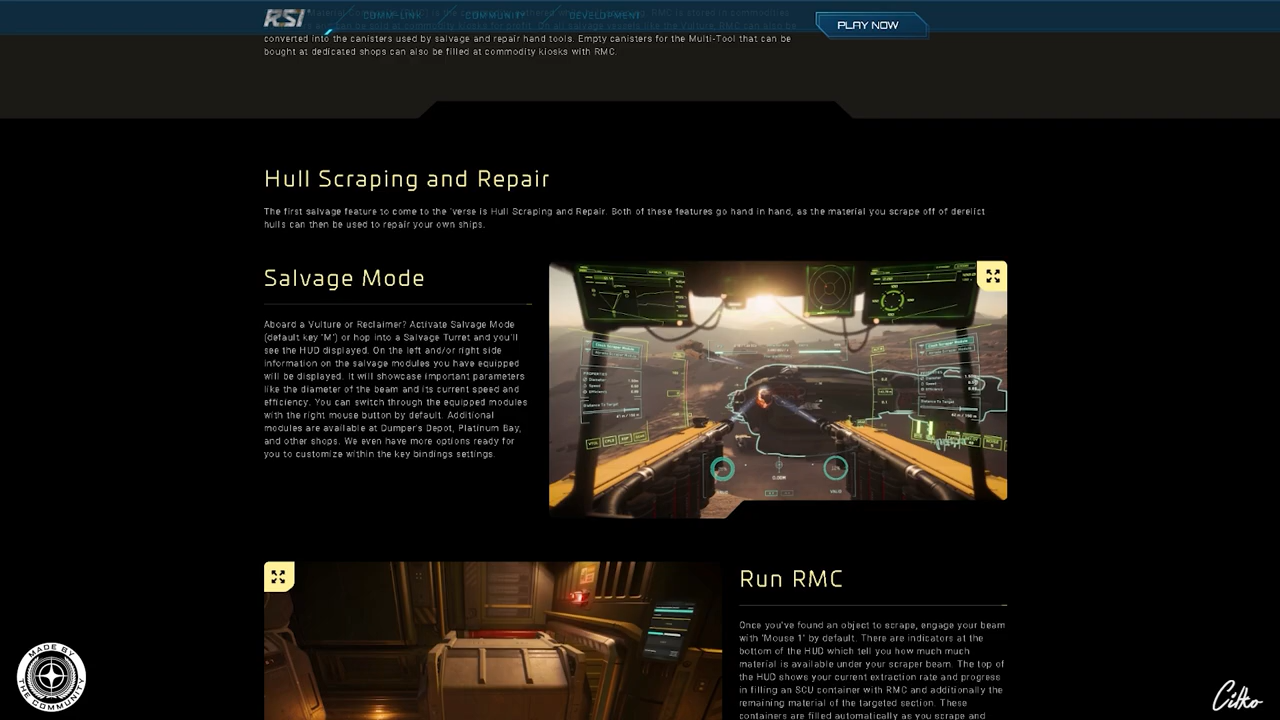 RSI
COMM-LINK
COMMUNITY
DEVELOPMENT
PLAY NOW
converted into the canisters used by salvage and repair hand tools. Empty canisters for the Multi-Tool that can be
bought at dedicated shops can also be filled at commodity kiosks with RMC.
Hull Scraping and Repair
The first salvage feature to come to the 'verse is Hull Scraping and Repair. Both of these features go hand in hand, as the material you scrape off of derelict
hulls can then be used to repair your own ships.
Salvage Mode
Aboard a Vulture or Reclaimer? Activate Salvage Mode
(default key "M") or hop into a Salvage Turret and you'll
see the HUD displayed. On the left and/or right side
information on the salvage modules you have equipped
will be displayed. It will showcase important parameters
like the diameter of the beam and its current speed and
efficiency. You can switch through the equipped modules
with the right mouse button by default. Additional
modules are available at Dumper's Depot, Platinum Bay,
and other shops. We even have more options ready for
you to customize within the key bindings settings.
Run RMC
Once you've found an object to scrape, engage your beam
with 'Mouse 1' by default. There are indicators at the
bottom of the HUD which tell you how much much
material is available under your scraper beam. The top of
the HUD shows your current extraction rate and progress
in filling an SCU container with RMC and additionally the
remaining material of the targeted section. These
containers are filled automatically as you scrape and
MADE BY
THE COMMUNITY